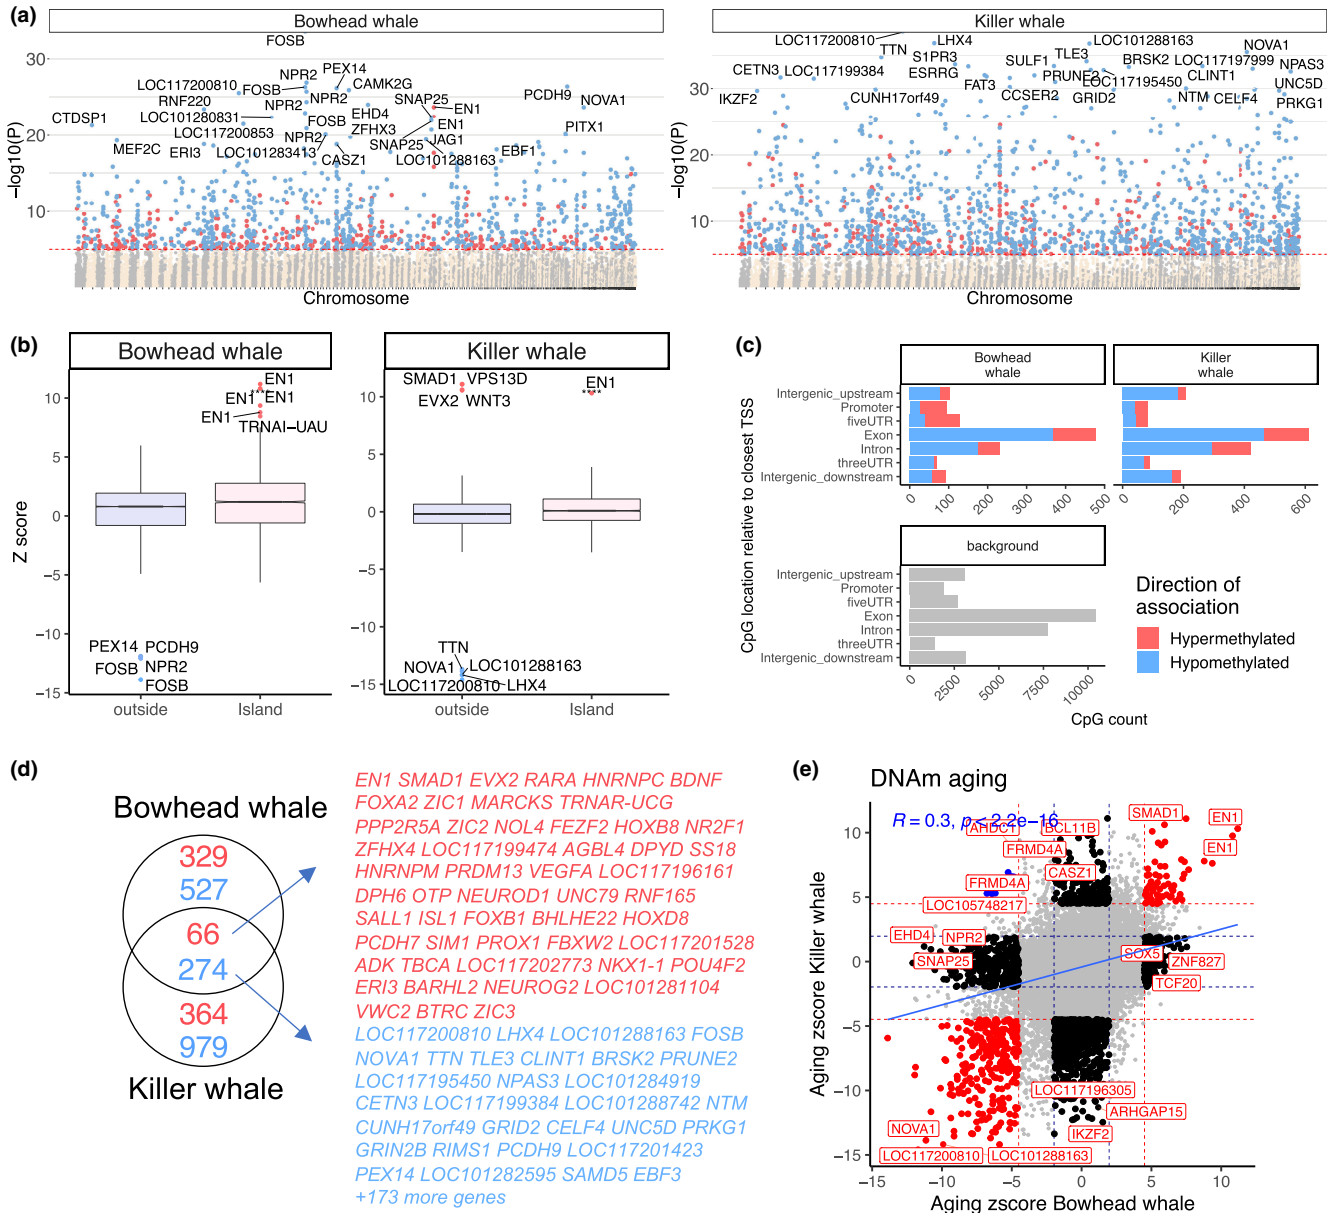 (a)
Bowhead whale
FOSB
30
20
10
−log10(P)
PEX14
NPR2
LOC117200810
FOSB
CAMK2G
RNF220
NPR2
NPR2
SNAP25
EN1
PCDH9
NOVA1
CTDSP1
LOC101280831
EHD4
FOSB
EN1
LOC117200853
ZFHX3
PITX1
NPR2
JAG1
SNAP25
MEF2C
ERI3
LOC101283413
CASZ1
LOC101288163
EBF1
Chromosome
Killer whale
30
20
10
−log10(P)
LOC117200810
LHX4
LOC101288163
TTN
NOVA1
S1PR3
TLE3
SULF1
BRSK2
LOC117197999
NPAS3
CETN3
LOC117199384
ESRRG
PRUNE2
LOC117195450
CLINT1
FAT3
UNC5D
IKZF2
CUNH17orf49
CCSER2
GRID2
NTM
CELF4
PRKG1
Chromosome
(b)
Bowhead whale
Killer whale
Z score
10
5
0
−5
−10
−15
EN1
****
EN1
EN1
EN1
TRNAI−UAU
PEX14
PCDH9
FOSB
NPR2
FOSB
outside
Island
10
5
0
−5
−10
−15
SMAD1
VPS13D
EVX2
WNT3
EN1
****
TTN
NOVA1
LOC101288163
LOC117200810
LHX4
outside
Island
(c)
CpG location relative to closest TSS
Bowhead
whale
Killer
whale
Intergenic_upstream
Promoter
fiveUTR
Exon
Intron
threeUTR
Intergenic_downstream
0
100
200
300
400
500
0
200
400
600
background
Intergenic_upstream
Promoter
fiveUTR
Exon
Intron
threeUTR
Intergenic_downstream
0
2500
5000
7500
10000
CpG count
Direction of
association
Hypermethylated
Hypomethylated
(d)
Bowhead whale
329
527
66
274
364
979
Killer whale
EN1 SMAD1 EVX2 RARA HNRNPC BDNF
FOXA2 ZIC1 MARCKS TRNAR-UCG
PPP2R5A ZIC2 NOL4 FEZF2 HOXB8 NR2F1
ZFHX4 LOC117199474 AGBL4 DPYD SS18
HNRNPM PRDM13 VEGFA LOC117196161
DPH6 OTP NEUROD1 UNC79 RNF165
SALL1 ISL1 FOXB1 BHLHE22 HOXD8
PCDH7 SIM1 PROX1 FBXW2 LOC117201528
ADK TBCA LOC117202773 NKX1-1 POU4F2
ERI3 BARHL2 NEUROG2 LOC101281104
VWC2 BTRC ZIC3
LOC117200810 LHX4 LOC101288163 FOSB
NOVA1 TTN TLE3 CLINT1 BRSK2 PRUNE2
LOC117195450 NPAS3 LOC101284919
CETN3 LOC117199384 LOC101288742 NTM
CUNH17orf49 GRID2 CELF4 UNC5D PRKG1
GRIN2B RIMS1 PCDH9 LOC117201423
PEX14 LOC101282595 SAMD5 EBF3
+173 more genes
(e)
DNAm aging
R = 0.3, p < 2.2e−16
AHDC1
BCL11B
SMAD1
EN1
FRMD4A
EN1
CASZ1
FRMD4A
LOC105748217
EHD4
NPR2
SNAP25
SOX5
ZNF827
TCF20
LOC117196305
ARHGAP15
NOVA1
IKZF2
LOC117200810
LOC101288163
Aging zscore Killer whale
10
5
0
−5
−10
−15
−15
−10
−5
0
5
10
Aging zscore Bowhead whale